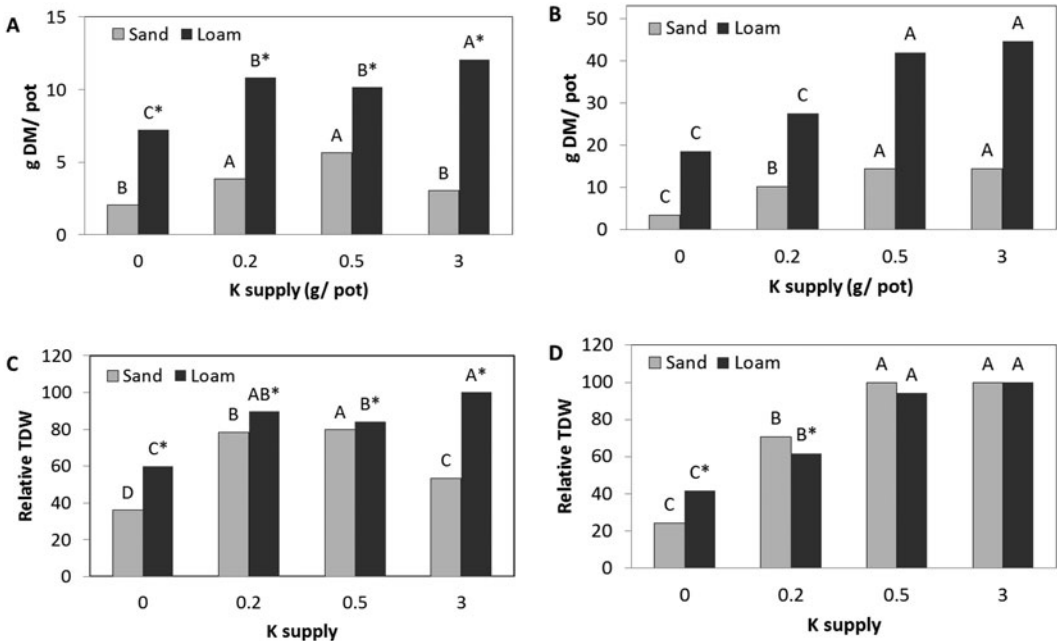 A
15
10
5
0
g DM/ pot
Sand Loam
B
C*
A
B*
A
B*
B
A*
0 0.2 0.5 3
K supply (g/ pot)
B
50
40
30
20
10
0
g DM/ pot
Sand Loam
C
C
B
C
A
A
A
A
0 0.2 0.5 3
K supply (g/ pot)
C
120
100
80
60
40
20
0
Relative TDW
Sand Loam
D
C*
B
AB*
A
B*
C
A*
0 0.2 0.5 3
K supply
D
120
100
80
60
40
20
0
Relative TDW
Sand Loam
C
C*
B
B*
A
A
A
A
0 0.2 0.5 3
K supply